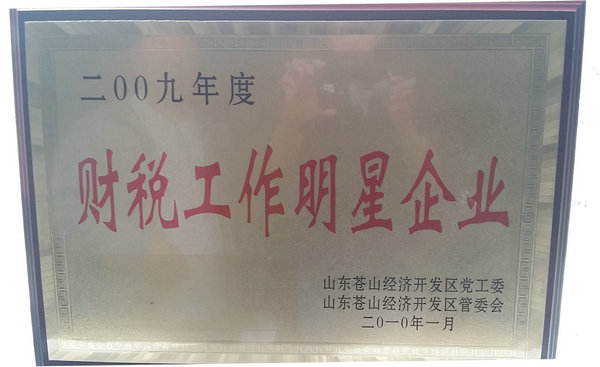 二00九年度
财税工作明星企业
山东苍山经济开发区党工委
山东苍山经济开发区管委会
二0一0年一月